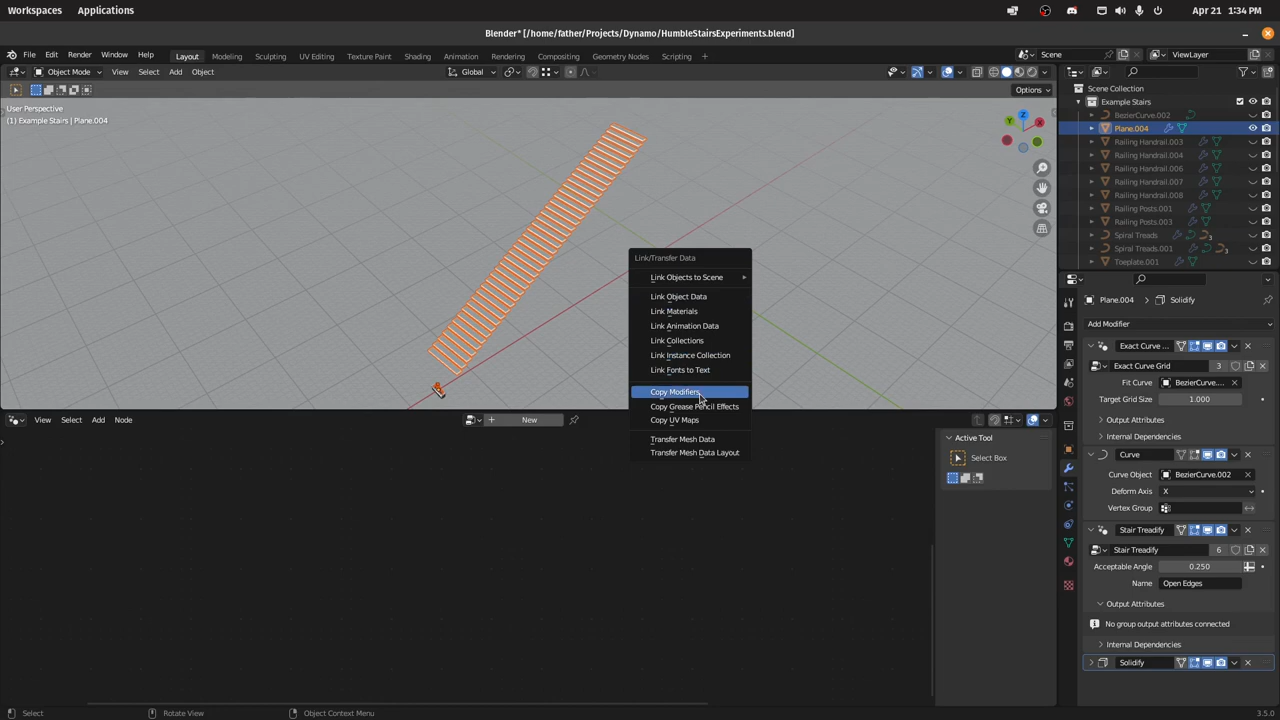 Workspaces Applications Apr 21 1:34 PM
Blender* [/home/father/Projects/Dynamo/HumbleStairsExperiments.blend]
File Edit Render Window Help Layout Modeling Sculpting UV Editing Texture Paint Shading Animation Rendering Compositing Geometry Nodes Scripting Scene ViewLayer
Object Mode View Select Add Object Global
Options
User Perspective
(1) Example Stairs | Plane.004
Z
Y
X
Scene Collection
Example Stairs
BezierCurve.002
Plane.004
Railing Handrail.003
Railing Handrail.004
Railing Handrail.006
Railing Handrail.007
Railing Handrail.008
Railing Posts.001
Railing Posts.003
Spiral Treads
3
Spiral Treads.001
3
Toeplate.001
Link/Transfer Data
Link Objects to Scene
Link Object Data
Link Materials
Link Animation Data
Link Collections
Link Instance Collection
Link Fonts to Text
Copy Modifiers
Copy Grease Pencil Effects
Copy UV Maps
Transfer Mesh Data
Transfer Mesh Data Layout
View Select Add Node New
Active Tool
Select Box
Plane.004 Solidify
Add Modifier
Exact Curve ...
Exact Curve Grid 3
Fit Curve BezierCurve....
Target Grid Size 1.000
Output Attributes
Internal Dependencies
Curve
Curve Object BezierCurve.002
Deform Axis X
Vertex Group
Stair Treadify
Stair Treadify 6
Acceptable Angle 0.250
Name Open Edges
Output Attributes
No group output attributes connected
Internal Dependencies
Solidify
Select Rotate View Object Context Menu 3.5.0